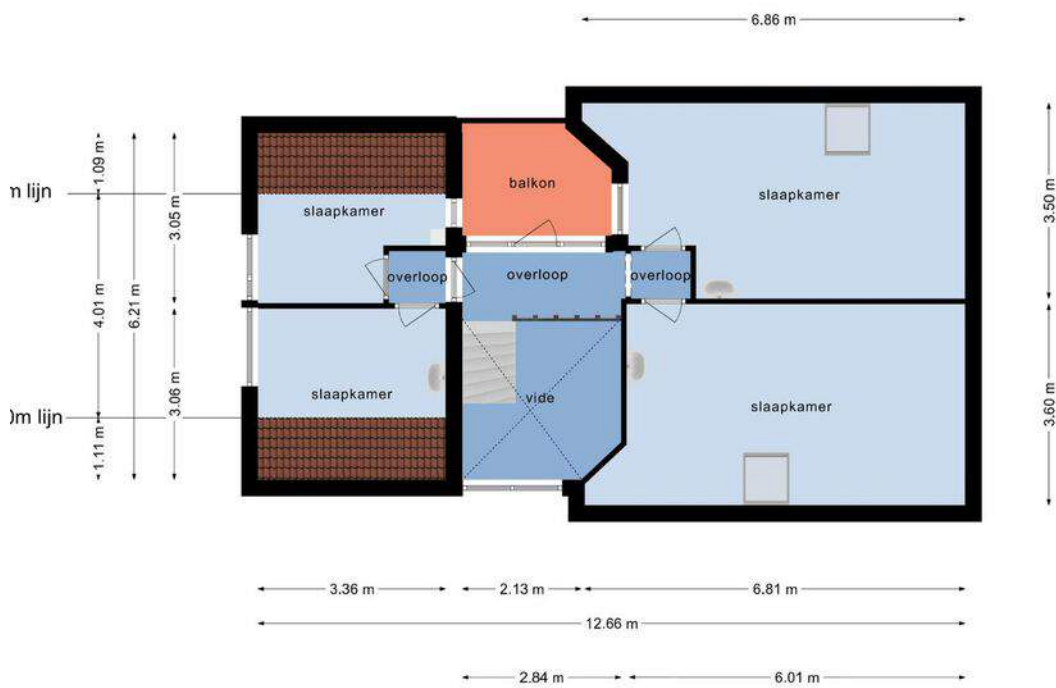 6.86 m
balkon
slaapkamer
slaapkamer
overloop
overloop
overloop
slaapkamer
vide
slaapkamer
1.09 m
m lijn
3.05 m
4.01 m
6.21 m
3.06 m
0m lijn
1.11 m
3.50 m
3.60 m
3.36 m
2.13 m
6.81 m
12.66 m
2.84 m
6.01 m